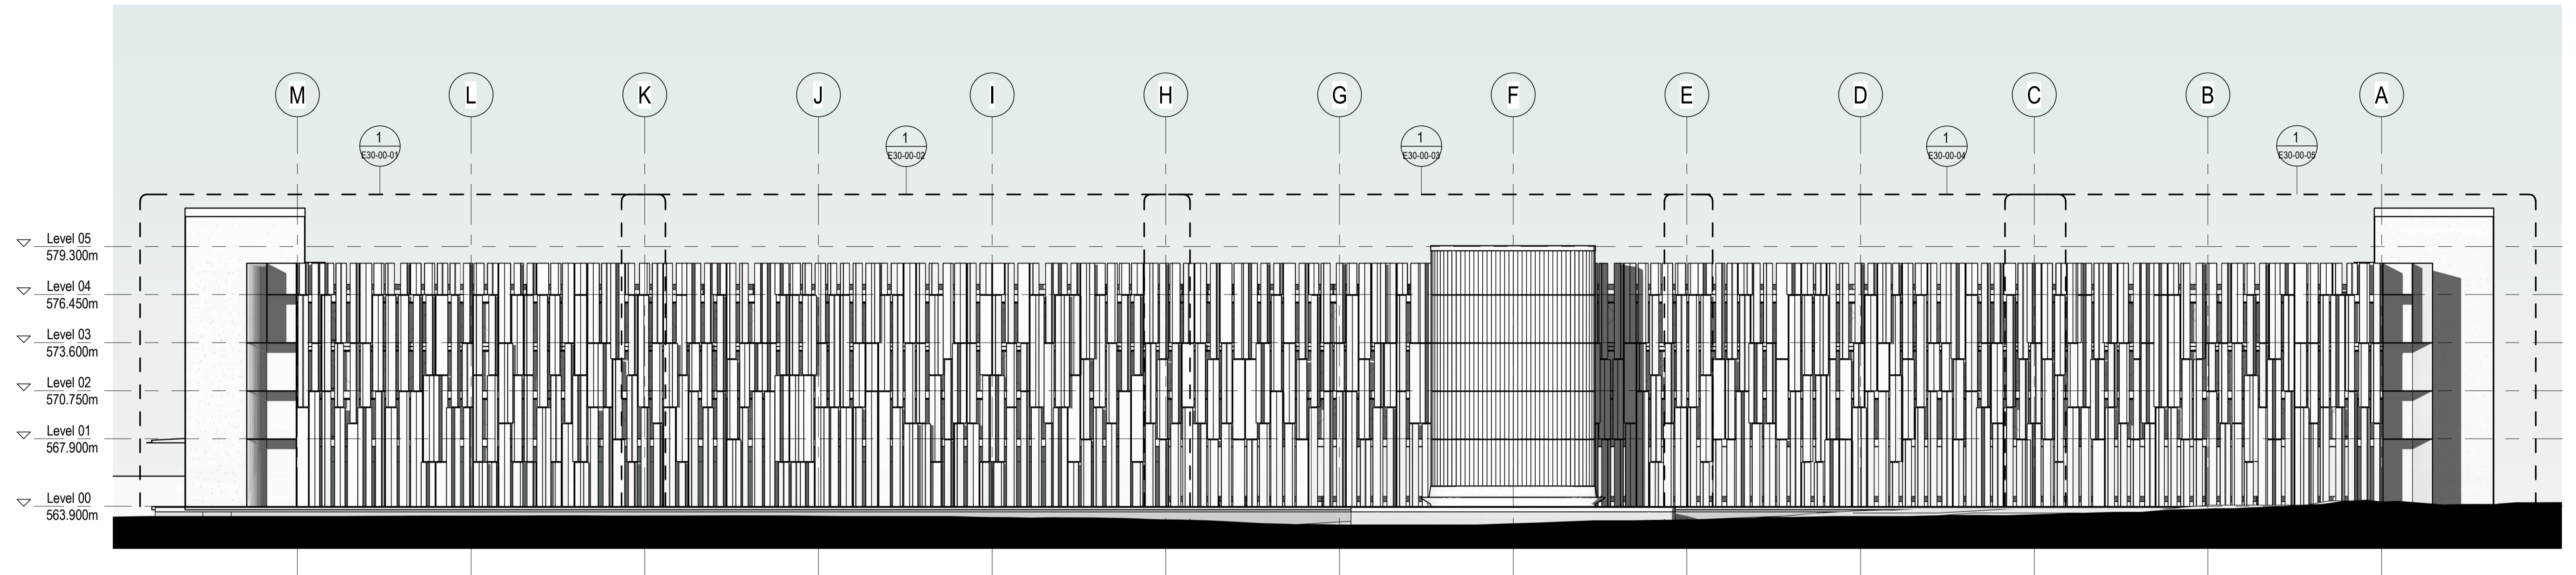 M L K J I H G F E D C B A
1 1 1 1 1
E30-00-01 E30-00-02 E30-00-03 E30-00-04 E30-00-05
Level 05
579.300m
Level 04
576.450m
Level 03
573.600m
Level 02
570.750m
Level 01
567.900m
Level 00
563.900m